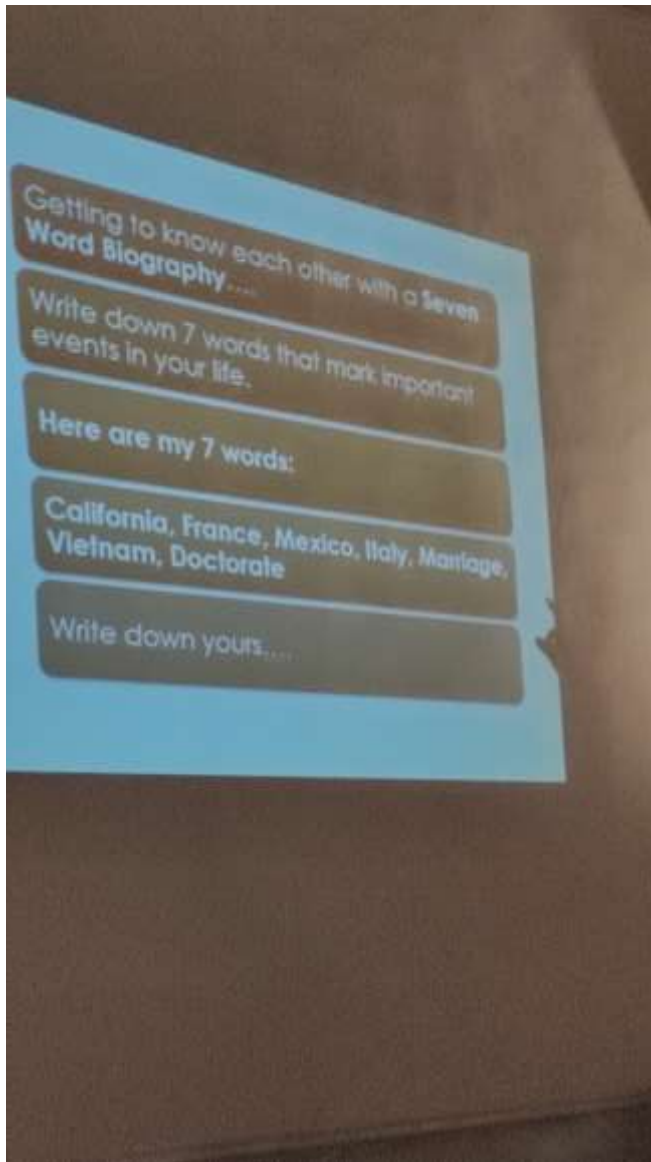 Getting to know each other with a Seven
Word Biography....
Write down 7 words that mark important
events in your life.
Here are my 7 words:
California, France, Mexico, Italy, Marriage,
Vietnam, Doctorate
Write down yours....